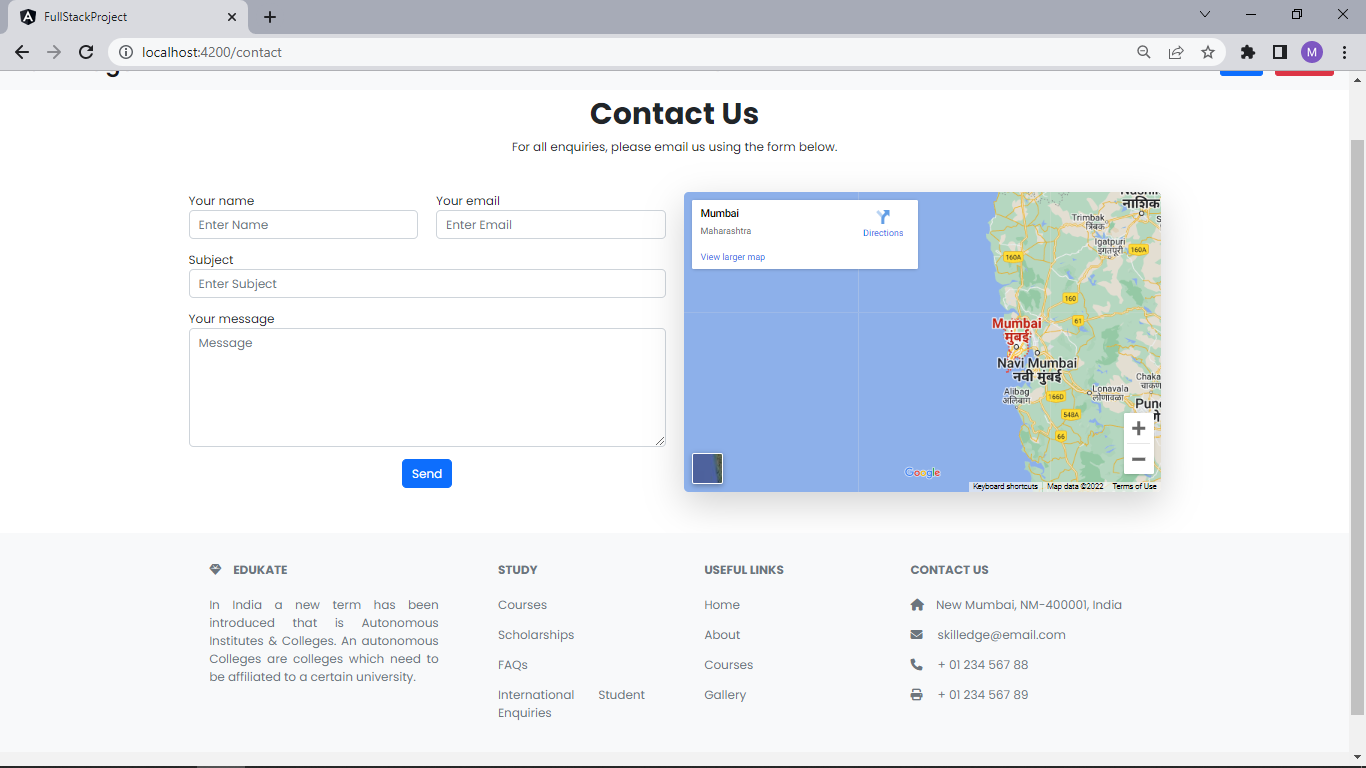 FullStackProject
localhost:4200/contact
M
Contact Us
For all enquiries, please email us using the form below.
Your name
Your email
Enter Name
Enter Email
Subject
Enter Subject
Your message
Message
Send
Mumbai
Maharashtra
Directions
View larger map
नाशिक
Trimbak
त्रिंबक
Igatpuri
इगतपूरी
160A
160A
160
61
Mumbai
मुंबई
Navi Mumbai
नवी मुंबई
Alibag
अलिबाग
166D
Lonavala
लोणावळा
548A
66
Google
Keyboard shortcuts
Map data ©2022
Terms of Use
EDUKATE
In India a new term has been
introduced that is Autonomous
Institutes & Colleges. An autonomous
Colleges are colleges which need to
be affiliated to a certain university.
STUDY
Courses
Scholarships
FAQs
International Student
Enquiries
USEFUL LINKS
Home
About
Courses
Gallery
CONTACT US
New Mumbai, NM-400001, India
skilledge@email.com
+ 01 234 567 88
+ 01 234 567 89